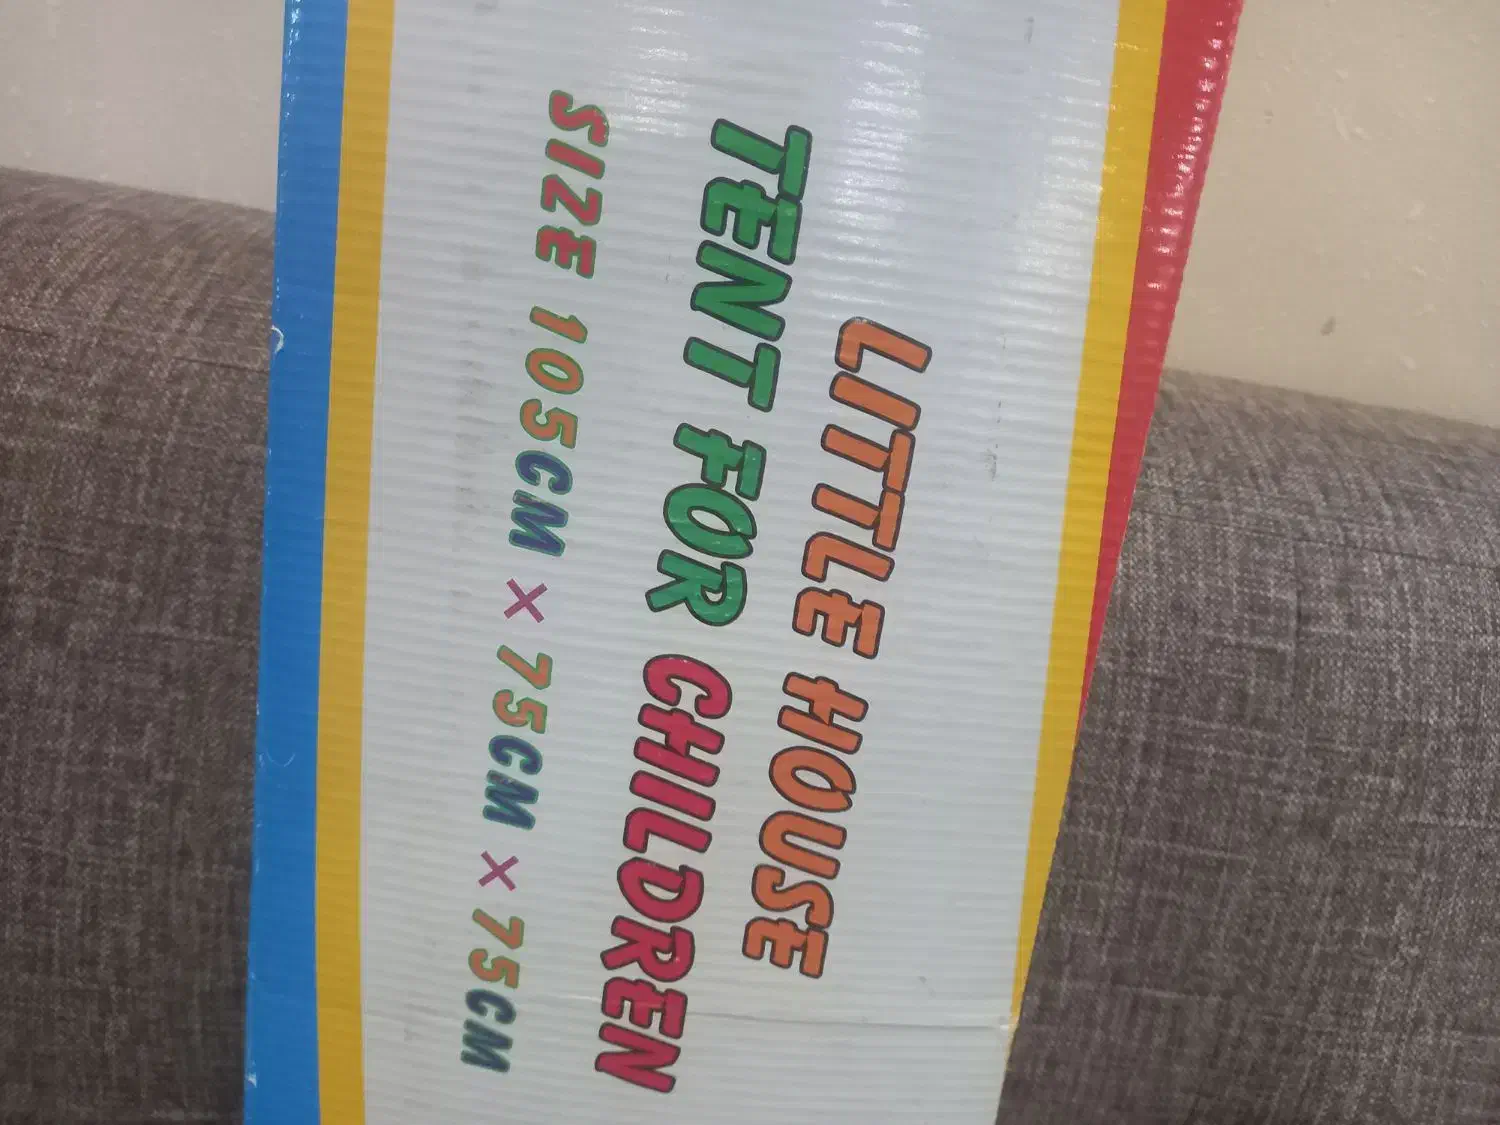 LITTLE HOUSE
TENT FOR CHILDREN
SIZE 105CM × 75CM × 75CM